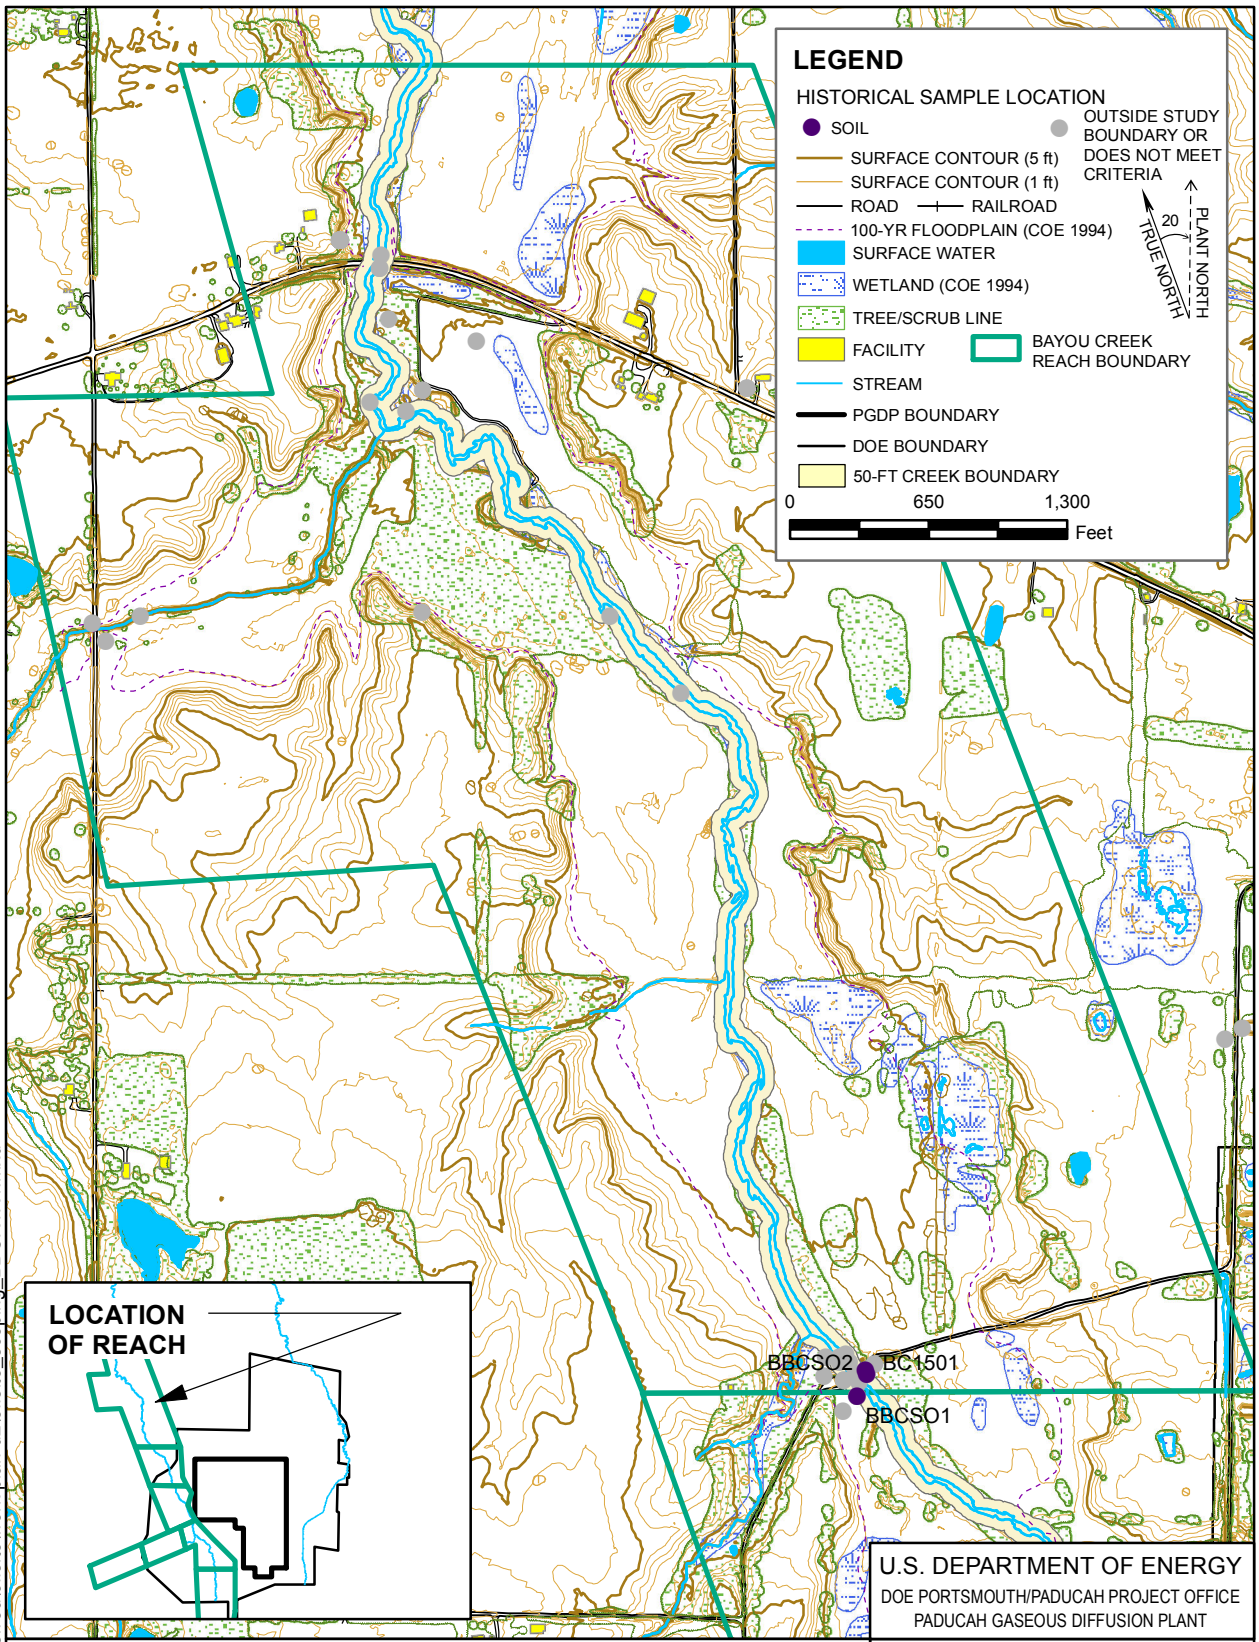 LEGEND
HISTORICAL SAMPLE LOCATION
SOIL
OUTSIDE STUDY
BOUNDARY OR
DOES NOT MEET
CRITERIA
SURFACE CONTOUR (5 ft)
SURFACE CONTOUR (1 ft)
ROAD RAILROAD
100-YR FLOODPLAIN (COE 1994)
SURFACE WATER
WETLAND (COE 1994)
TREE/SCRUB LINE
FACILITY
BAYOU CREEK
REACH BOUNDARY
STREAM
PGDP BOUNDARY
DOE BOUNDARY
50-FT CREEK BOUNDARY
20
TRUE NORTH
PLANT NORTH
0 650 1,300
Feet
BBCSO2
BC1501
BBCSO1
LOCATION
OF REACH
U.S. DEPARTMENT OF ENERGY
DOE PORTSMOUTH/PADUCAH PROJECT OFFICE
PADUCAH GASEOUS DIFFUSION PLANT